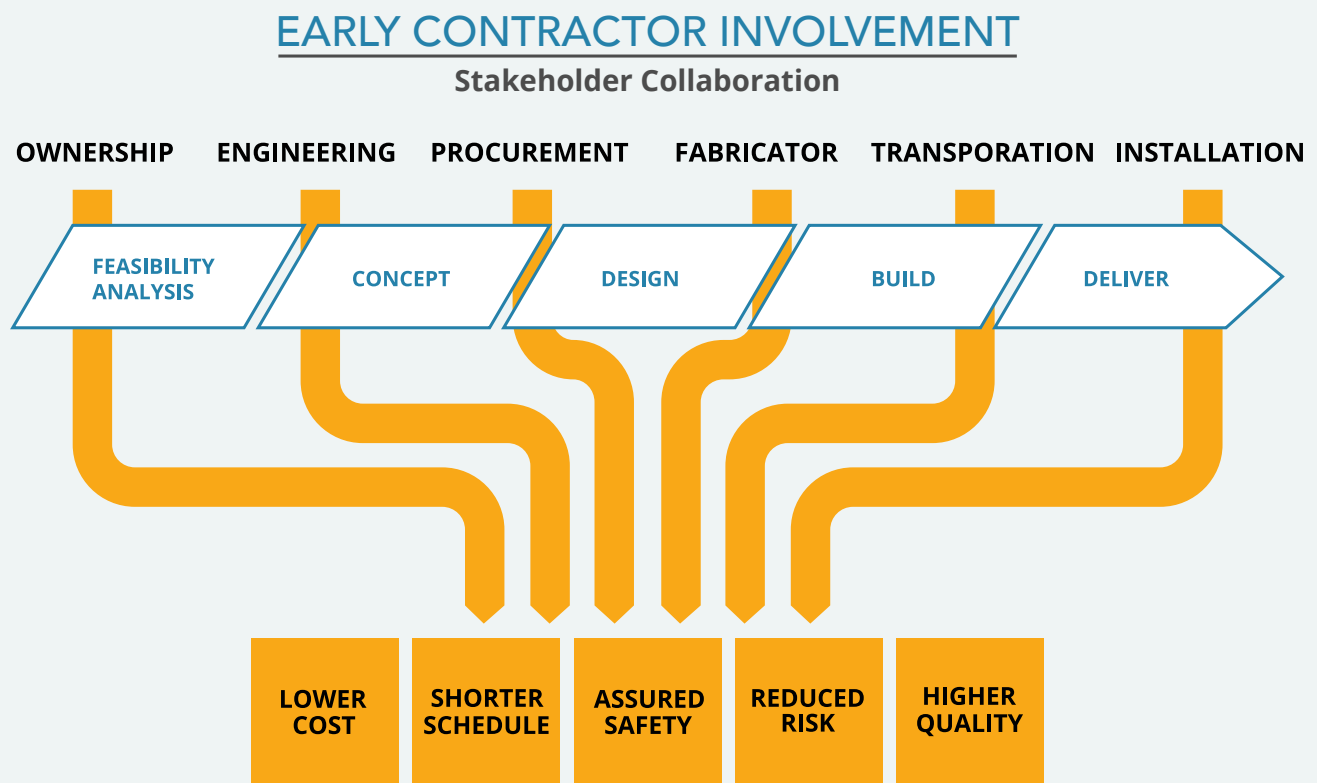 EARLY CONTRACTOR INVOLVEMENT
Stakeholder Collaboration
OWNERSHIP ENGINEERING PROCUREMENT FABRICATOR TRANSPORATION INSTALLATION
FEASIBILITY
ANALYSIS
CONCEPT
DESIGN
BUILD
DELIVER
LOWER
COST
SHORTER
SCHEDULE
ASSURED
SAFETY
REDUCED
RISK
HIGHER
QUALITY